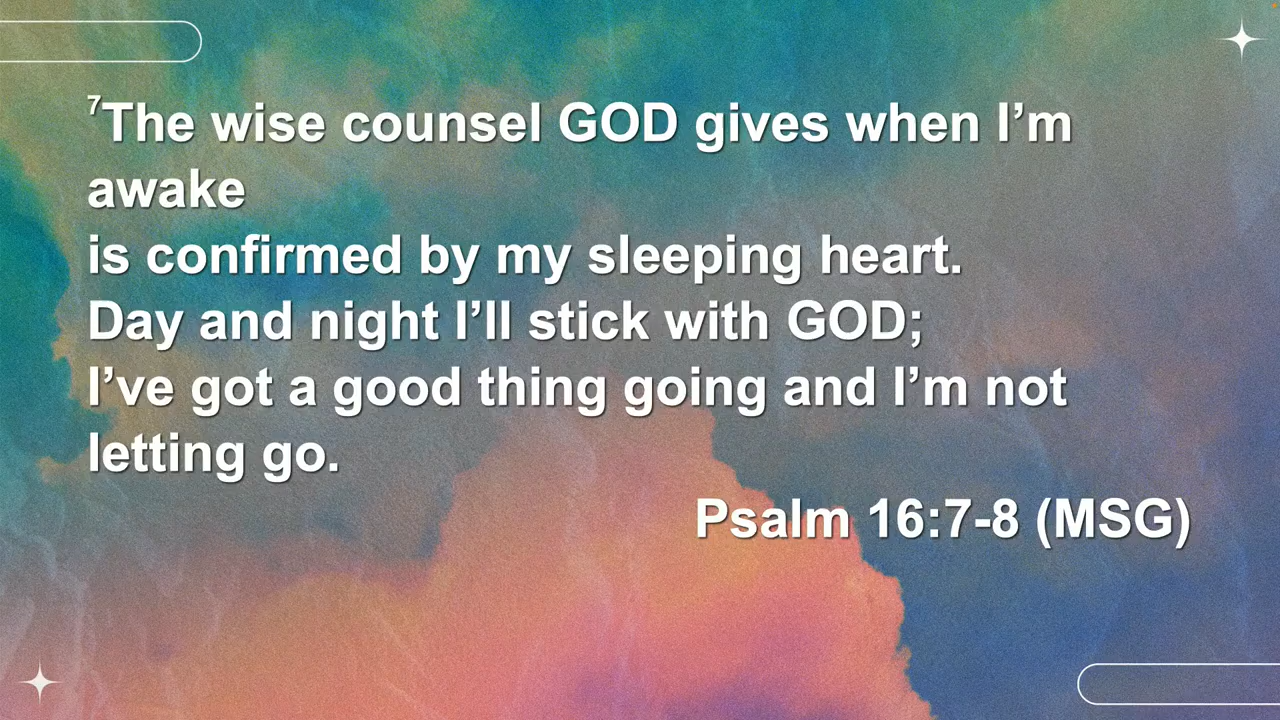 ⁷The wise counsel GOD gives when I’m
awake
is confirmed by my sleeping heart.
Day and night I’ll stick with GOD;
I’ve got a good thing going and I’m not
letting go.
Psalm 16:7-8 (MSG)